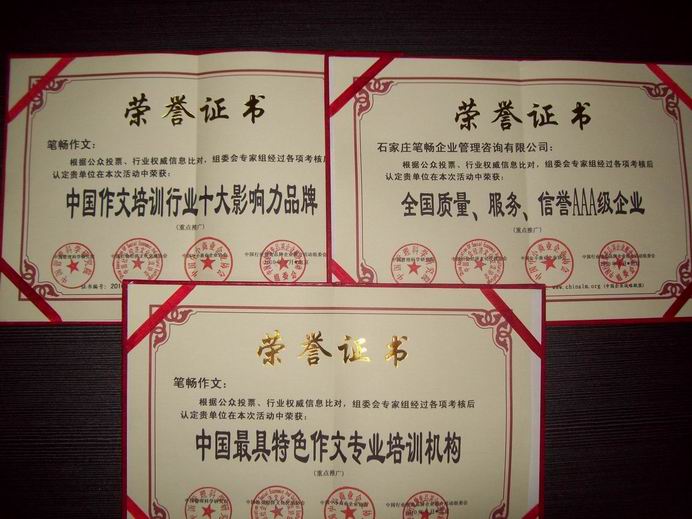 荣誉证书
笔畅作文：
根据公众投票、行业权威信息比对，组委会专家组经过各项考核后
认定贵单位在本次活动中荣获：
中国作文培训行业十大影响力品牌
(重点推广)
荣誉证书
石家庄笔畅企业管理咨询有限公司：
根据公众投票、行业权威信息比对，组委会专家组经过各项考核后
认定贵单位在本次活动中荣获：
全国质量、服务、信誉AAA级企业
(重点推广)
荣誉证书
笔畅作文：
根据公众投票、行业权威信息比对，组委会专家组经过各项考核后
认定贵单位在本次活动中荣获：
中国最具特色作文专业培训机构
(重点推广)